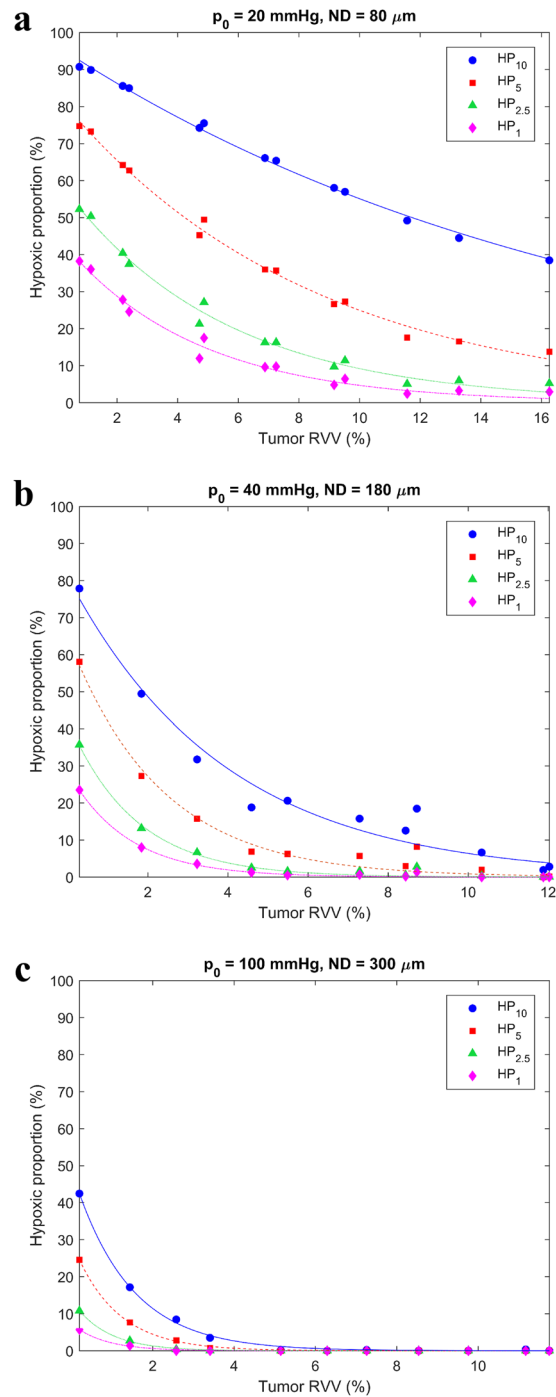 a
p₀ = 20 mmHg, ND = 80 μm
100
90
80
70
60
50
40
30
20
10
0
Hypoxic proportion (%)
HP₁₀
HP₅
HP₂.₅
HP₁
2 4 6 8 10 12 14 16
Tumor RVV (%)
b
p₀ = 40 mmHg, ND = 180 μm
100
90
80
70
60
50
40
30
20
10
0
Hypoxic proportion (%)
HP₁₀
HP₅
HP₂.₅
HP₁
2 4 6 8 10 12
Tumor RVV (%)
c
p₀ = 100 mmHg, ND = 300 μm
100
90
80
70
60
50
40
30
20
10
0
Hypoxic proportion (%)
HP₁₀
HP₅
HP₂.₅
HP₁
2 4 6 8 10
Tumor RVV (%)